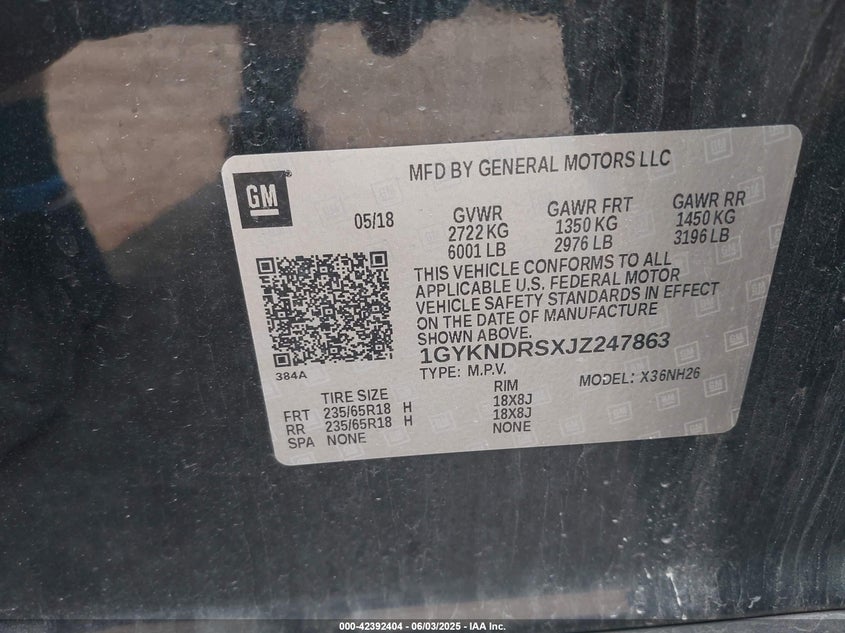 MFD BY GENERAL MOTORS LLC
GM
05/18
GVWR GAWR FRT GAWR RR
2722 KG 1350 KG 1450 KG
6001 LB 2976 LB 3196 LB
THIS VEHICLE CONFORMS TO ALL
APPLICABLE U.S. FEDERAL MOTOR
VEHICLE SAFETY STANDARDS IN EFFECT
ON THE DATE OF MANUFACTURE
SHOWN ABOVE.
1GYKNDRSXJZ247863
384A
TYPE: M.P.V. MODEL: X36NH26
TIRE SIZE RIM
FRT 235/65R18 H 18X8J
RR 235/65R18 H 18X8J
SPA NONE NONE
000-42392404 - 06/03/2025 - IAA Inc.